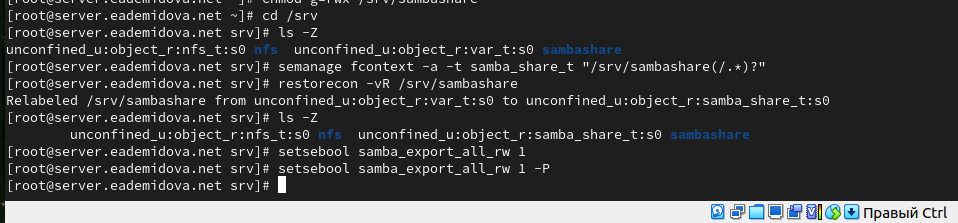 [root@server.eademidova.net ~]# chmod g=rwx /srv/sambashare
[root@server.eademidova.net ~]# cd /srv
[root@server.eademidova.net srv]# ls -Z
unconfined_u:object_r:nfs_t:s0 nfs  unconfined_u:object_r:var_t:s0 sambashare
[root@server.eademidova.net srv]# semanage fcontext -a -t samba_share_t "/srv/sambashare(/.*)?"
[root@server.eademidova.net srv]# restorecon -vR /srv/sambashare
Relabeled /srv/sambashare from unconfined_u:object_r:var_t:s0 to unconfined_u:object_r:samba_share_t:s0
[root@server.eademidova.net srv]# ls -Z
unconfined_u:object_r:nfs_t:s0 nfs  unconfined_u:object_r:samba_share_t:s0 sambashare
[root@server.eademidova.net srv]# setsebool samba_export_all_rw 1
[root@server.eademidova.net srv]# setsebool samba_export_all_rw 1 -P
[root@server.eademidova.net srv]#
Правый Ctrl